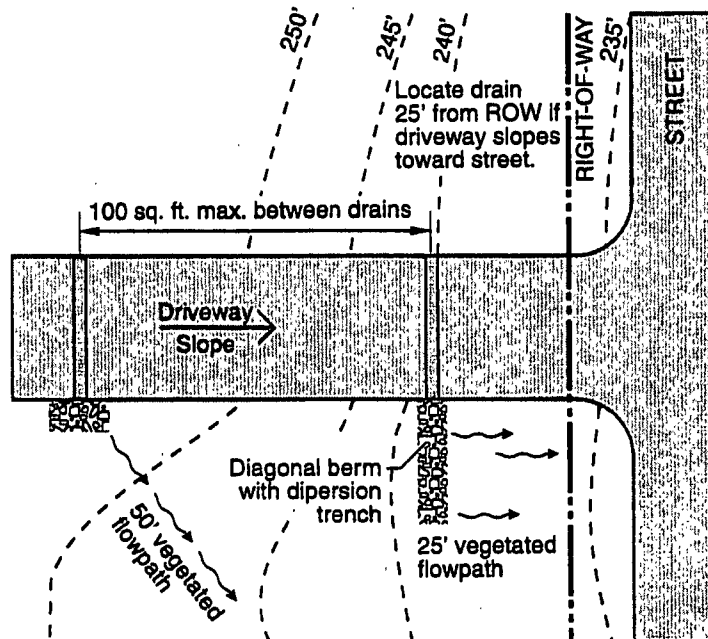 250'
245'
240'
235'
Locate drain
25' from ROW if
driveway slopes
toward street.
RIGHT-OF-WAY
STREET
100 sq. ft. max. between drains
Driveway
Slope
Diagonal berm
with dipersion
trench
50' vegetated
flowpath
25' vegetated
flowpath